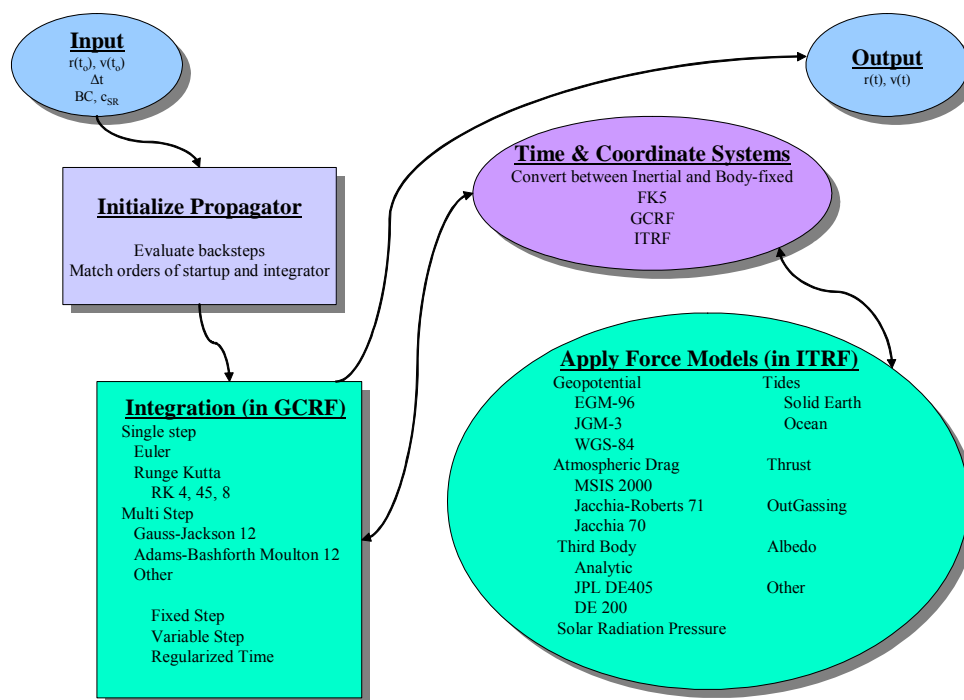 Input
r(to), v(to)
Δt
BC, cSR
Output
r(t), v(t)
Time & Coordinate Systems
Convert between Inertial and Body-fixed
FK5
GCRF
ITRF
Initialize Propagator
Evaluate backsteps
Match orders of startup and integrator
Integration (in GCRF)
Single step
Euler
Runge Kutta
RK 4, 45, 8
Multi Step
Gauss-Jackson 12
Adams-Bashforth Moulton 12
Other
Fixed Step
Variable Step
Regularized Time
Apply Force Models (in ITRF)
Geopotential
EGM-96
JGM-3
WGS-84
Atmospheric Drag
MSIS 2000
Jacchia-Roberts 71
Jacchia 70
Third Body
Analytic
JPL DE405
DE 200
Solar Radiation Pressure
Tides
Solid Earth
Ocean
Thrust
OutGassing
Albedo
Other